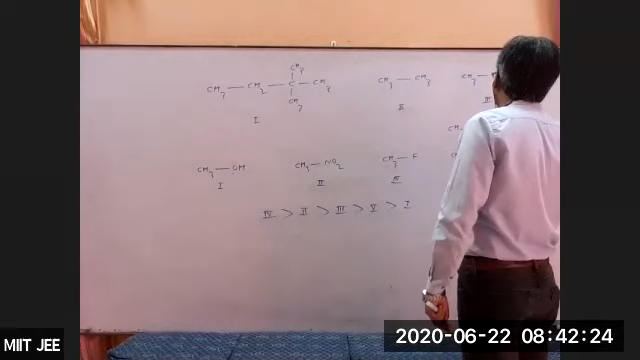 CH3
CH3 — CH2 — C — CH3
CH3
I
CH3 — CH3
II
CH3 —
CH3 — OH
I
CH3 — NO2
II
CH3 — F
III
IV > II > III > V > I
MIIT JEE
2020-06-22 08:42:24